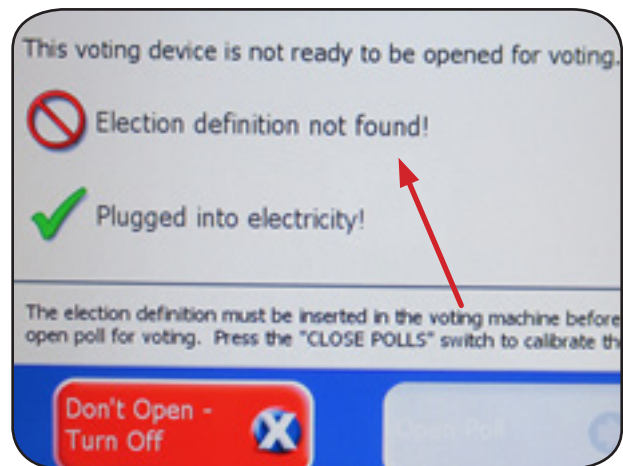 This voting device is not ready to be opened for voting.
Election definition not found!
Plugged into electricity!
The election definition must be inserted in the voting machine before
open poll for voting. Press the "CLOSE POLLS" switch to calibrate th
Don't Open -
Turn Off
Open Poll